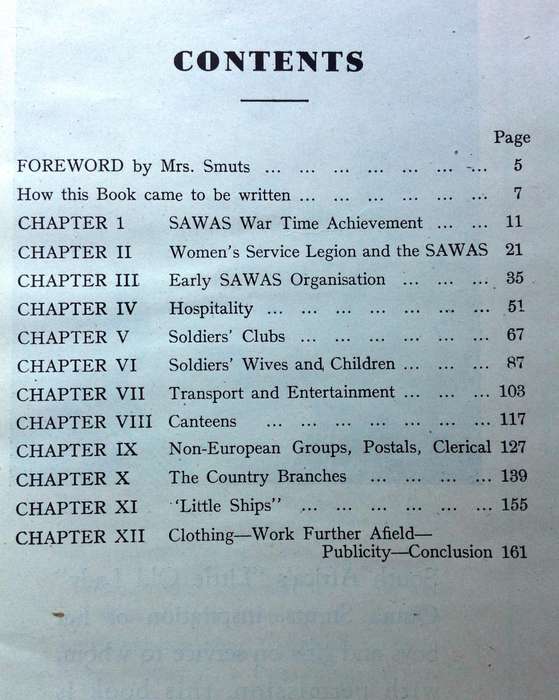 CONTENTS
Page
FOREWORD by Mrs. Smuts ... ... ... ... ... ... ... 5
How this Book came to be written ... ... ... ... ... ... 7
CHAPTER 1 SAWAS War Time Achievement ... ... 11
CHAPTER II Women's Service Legion and the SAWAS 21
CHAPTER III Early SAWAS Organisation ... ... ... 35
CHAPTER IV Hospitality ... ... ... ... ... ... 51
CHAPTER V Soldiers' Clubs ... ... ... ... ... 67
CHAPTER VI Soldiers' Wives and Children ... ... ... 87
CHAPTER VII Transport and Entertainment ... ... ... 103
CHAPTER VIII Canteens ... ... ... ... ... ... 117
CHAPTER IX Non-European Groups, Postals, Clerical 127
CHAPTER X The Country Branches ... ... ... ... 139
CHAPTER XI 'Little Ships" ... ... ... ... ... 155
CHAPTER XII Clothing—Work Further Afield—
Publicity—Conclusion 161